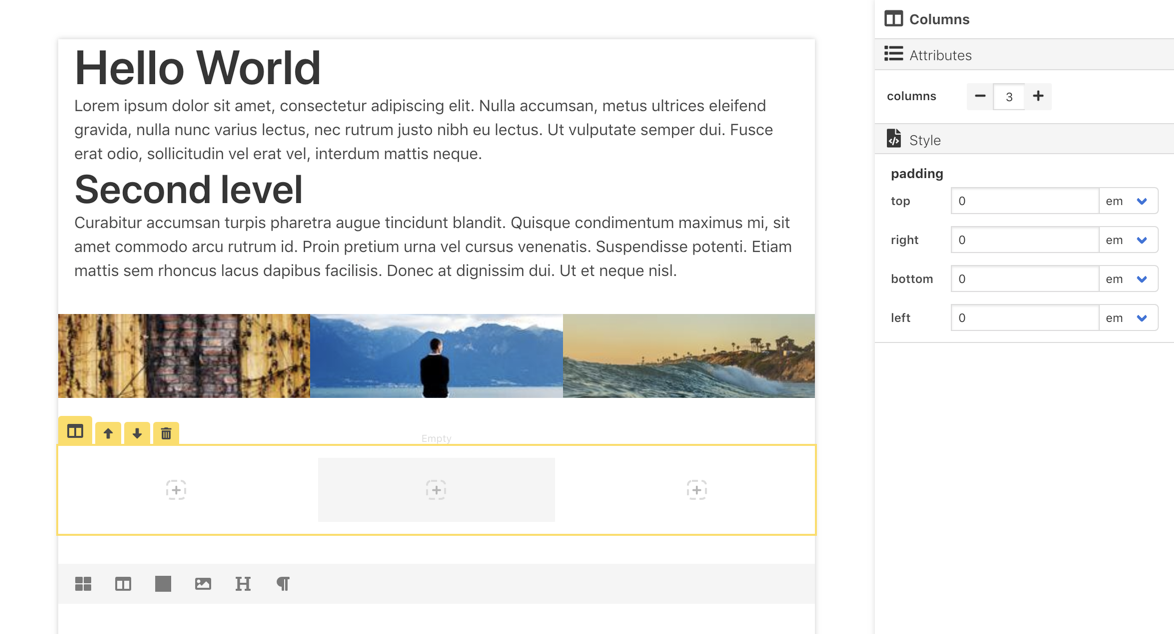 Hello World
Lorem ipsum dolor sit amet, consectetur adipiscing elit. Nulla accumsan, metus ultrices eleifend
gravida, nulla nunc varius lectus, nec rutrum justo nibh eu lectus. Ut vulputate semper dui. Fusce
erat odio, sollicitudin vel erat vel, interdum mattis neque.
Second level
Curabitur accumsan turpis pharetra augue tincidunt blandit. Quisque condimentum maximus mi, sit
amet commodo arcu rutrum id. Proin pretium urna vel cursus venenatis. Suspendisse potenti. Etiam
mattis sem rhoncus lacus dapibus facilisis. Donec at dignissim dui. Ut et neque nisl.
Empty
Columns
Attributes
columns 3
Style
padding
top 0 em
right 0 em
bottom 0 em
left 0 em